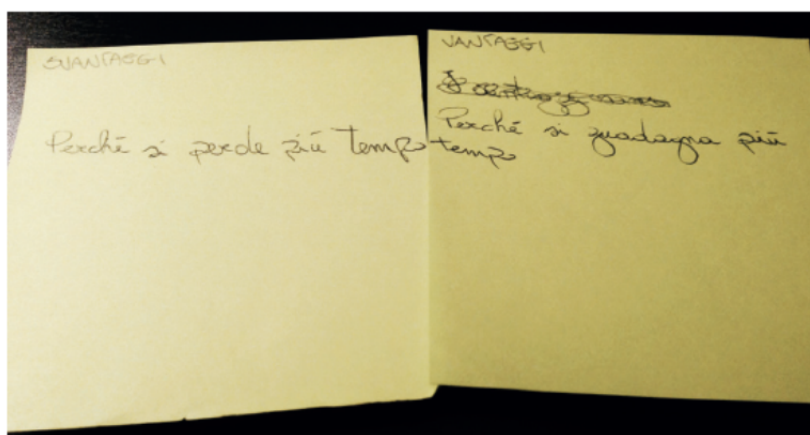 SVANTAGGI
Perché si perde più tempo
VANTAGGI
Perché si guadagna più
tempo